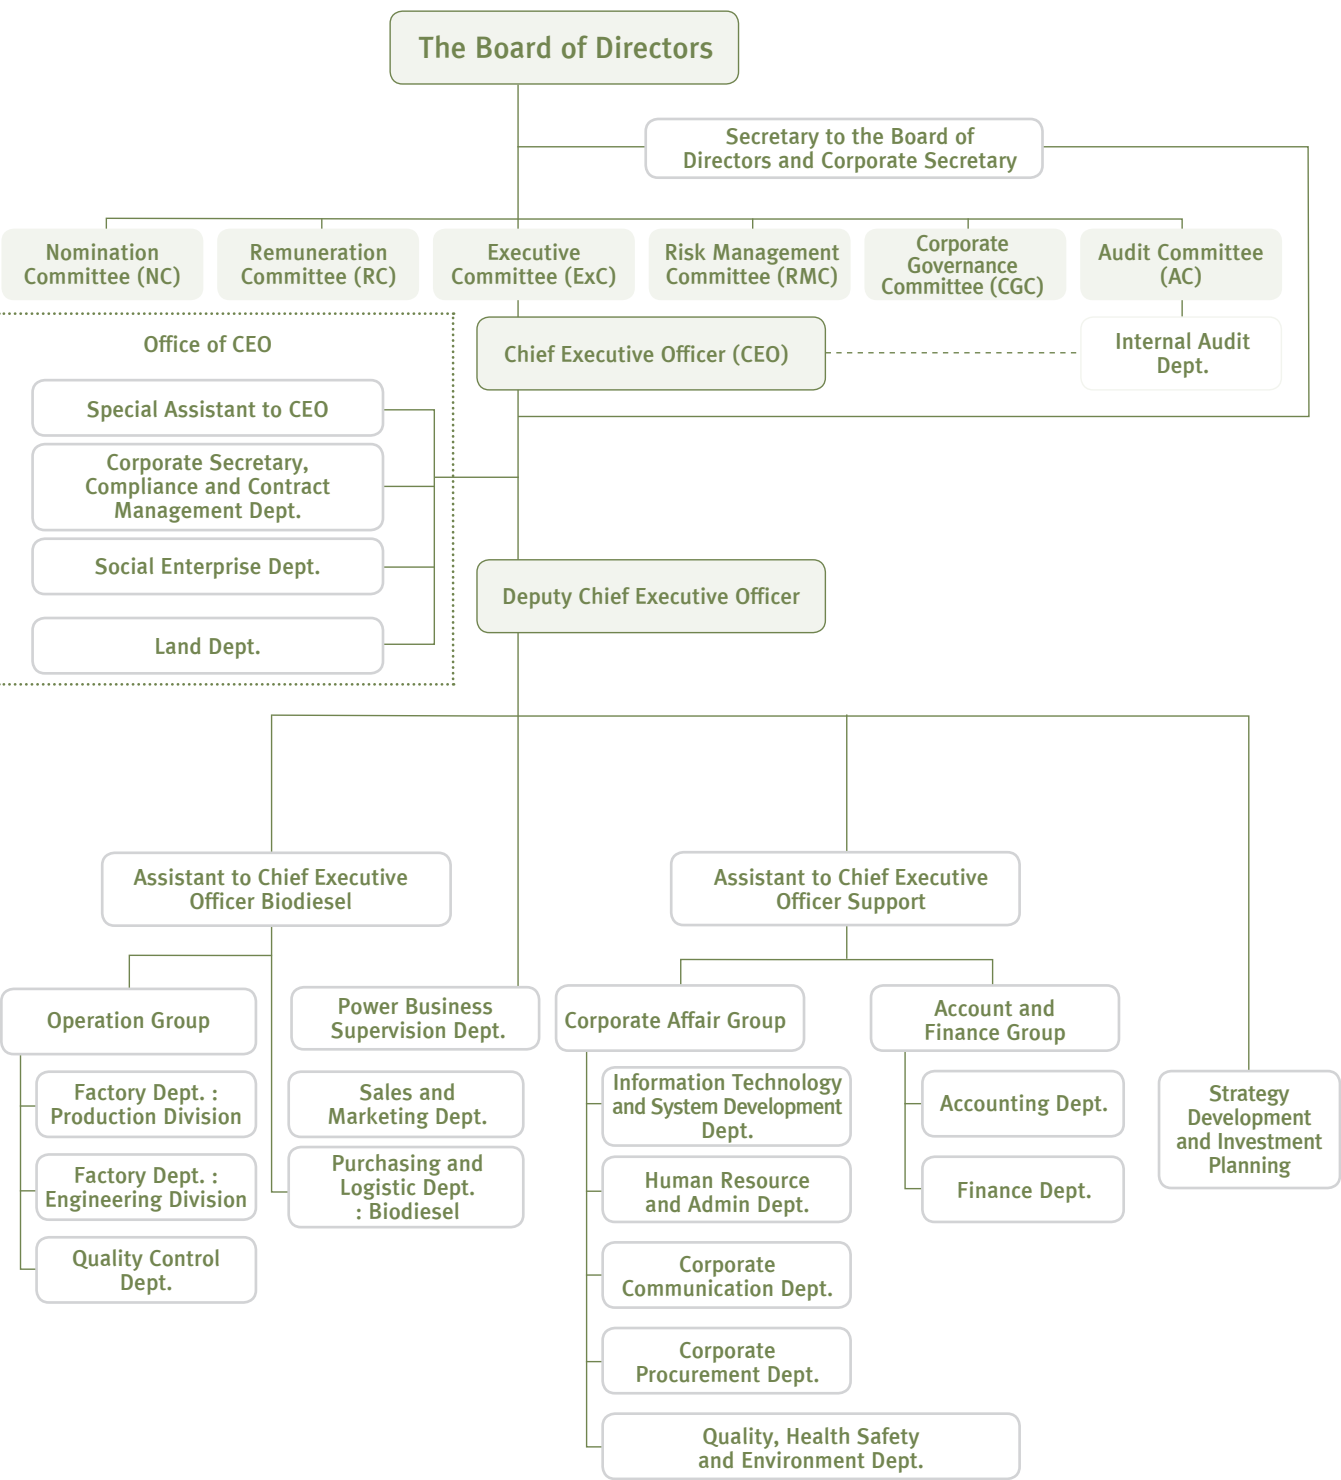 The Board of Directors
Secretary to the Board of
Directors and Corporate Secretary
Nomination
Committee (NC)
Remuneration
Committee (RC)
Executive
Committee (ExC)
Risk Management
Committee (RMC)
Corporate
Governance
Committee (CGC)
Audit Committee
(AC)
Office of CEO
Chief Executive Officer (CEO)
Internal Audit
Dept.
Special Assistant to CEO
Corporate Secretary,
Compliance and Contract
Management Dept.
Social Enterprise Dept.
Land Dept.
Deputy Chief Executive Officer
Assistant to Chief Executive
Officer Biodiesel
Assistant to Chief Executive
Officer Support
Operation Group
Factory Dept. :
Production Division
Factory Dept. :
Engineering Division
Quality Control
Dept.
Power Business
Supervision Dept.
Sales and
Marketing Dept.
Purchasing and
Logistic Dept.
: Biodiesel
Corporate Affair Group
Information Technology
and System Development
Dept.
Human Resource
and Admin Dept.
Corporate
Communication Dept.
Corporate
Procurement Dept.
Quality, Health Safety
and Environment Dept.
Account and
Finance Group
Accounting Dept.
Finance Dept.
Strategy
Development
and Investment
Planning